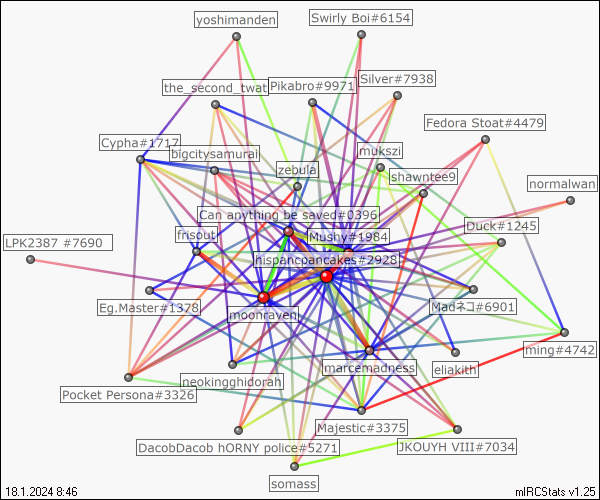 yoshimanden
Swirly Boi#6154
the_second_twat
Pikabro#9971
Silver#7938
Fedora Stoat#4479
Cypha#1717
bigcitysamurai
mukszi
zebula
shawntee9
normalwan
Can anything be saved#0396
Duck#1245
frisout
Mushy#1984
LPK2387 #7690
hispancpancakes#2928
Eg.Master#1378
moonraven
Madネコ#6901
ming#4742
neokingghidorah
marcemadness
eliakith
Pocket Persona#3326
Majestic#3375
DacobDacob hORNY police#5271
JKOUYH VIII#7034
somass
18.1.2024 8:46
mIRCStats v1.25